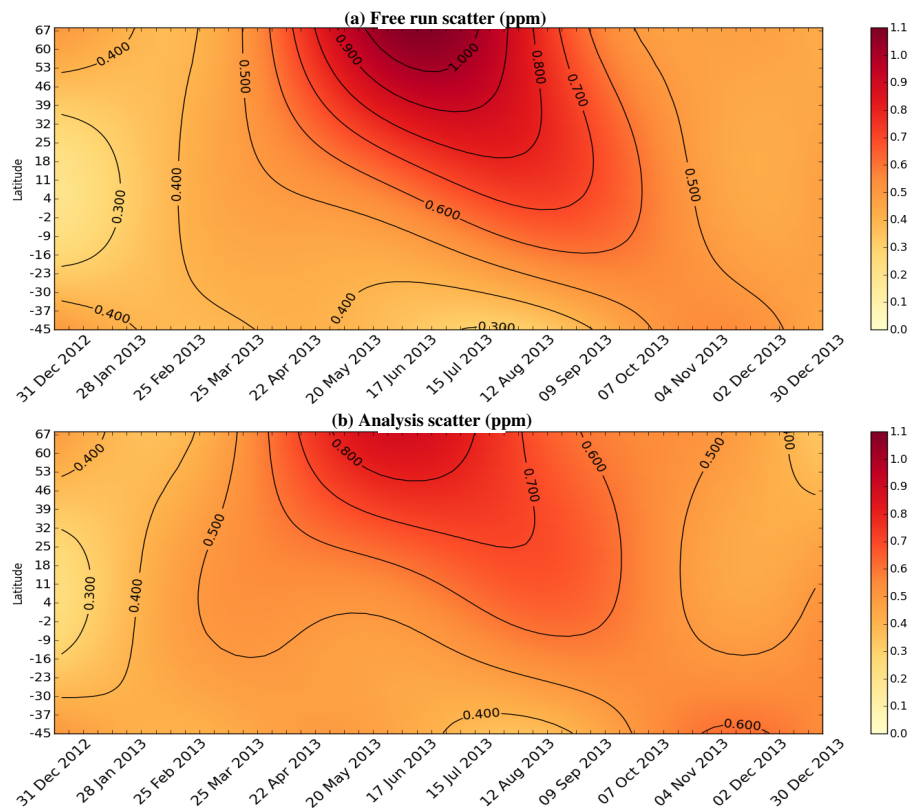 (a) Free run scatter (ppm)
67
60
53
46
39
32
25
18
11
4
-2
-9
-16
-23
-30
-37
-45
Latitude
0.400
0.300
0.400
0.400
0.500
0.900
1.000
0.800
0.700
0.600
0.500
0.400
0.300
1.1
1.0
0.9
0.8
0.7
0.6
0.5
0.4
0.3
0.2
0.1
0.0
31 Dec 2012
28 Jan 2013
25 Feb 2013
25 Mar 2013
22 Apr 2013
20 May 2013
17 Jun 2013
15 Jul 2013
12 Aug 2013
09 Sep 2013
07 Oct 2013
04 Nov 2013
02 Dec 2013
30 Dec 2013
(b) Analysis scatter (ppm)
67
60
53
46
39
32
25
18
11
4
-2
-9
-16
-23
-30
-37
-45
Latitude
0.400
0.300
0.400
0.500
0.800
0.700
0.600
0.500
0.400
0.600
1.1
1.0
0.9
0.8
0.7
0.6
0.5
0.4
0.3
0.2
0.1
0.0
31 Dec 2012
28 Jan 2013
25 Feb 2013
25 Mar 2013
22 Apr 2013
20 May 2013
17 Jun 2013
15 Jul 2013
12 Aug 2013
09 Sep 2013
07 Oct 2013
04 Nov 2013
02 Dec 2013
30 Dec 2013